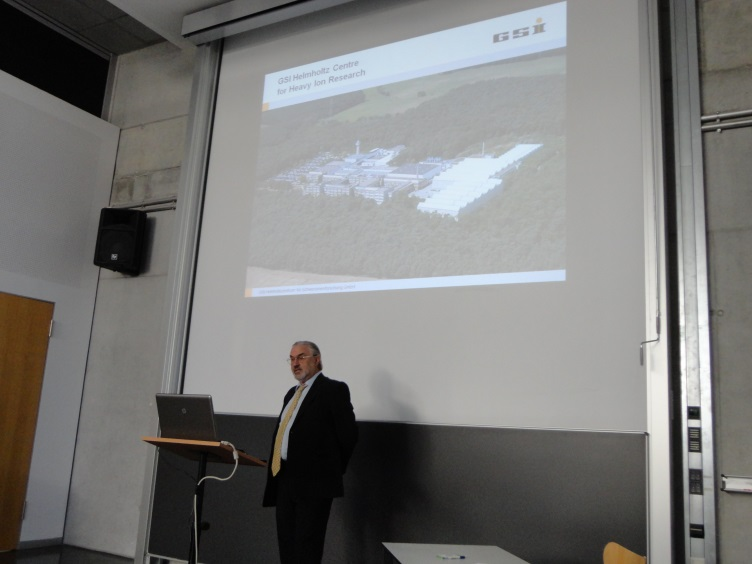 GSI Helmholtz Centre
for Heavy Ion Research
GSI